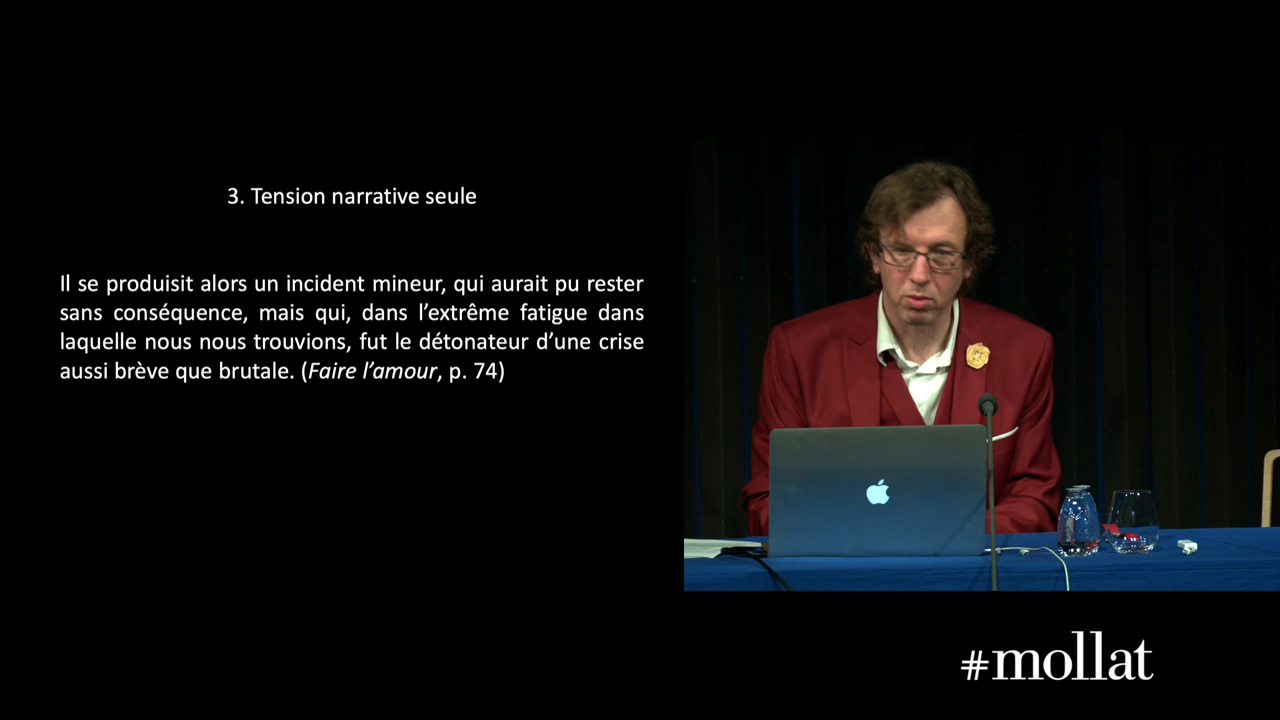 3. Tension narrative seule
Il se produisit alors un incident mineur, qui aurait pu rester
sans conséquence, mais qui, dans l’extrême fatigue dans
laquelle nous nous trouvions, fut le détonateur d’une crise
aussi brève que brutale. (Faire l’amour, p. 74)
#mollat